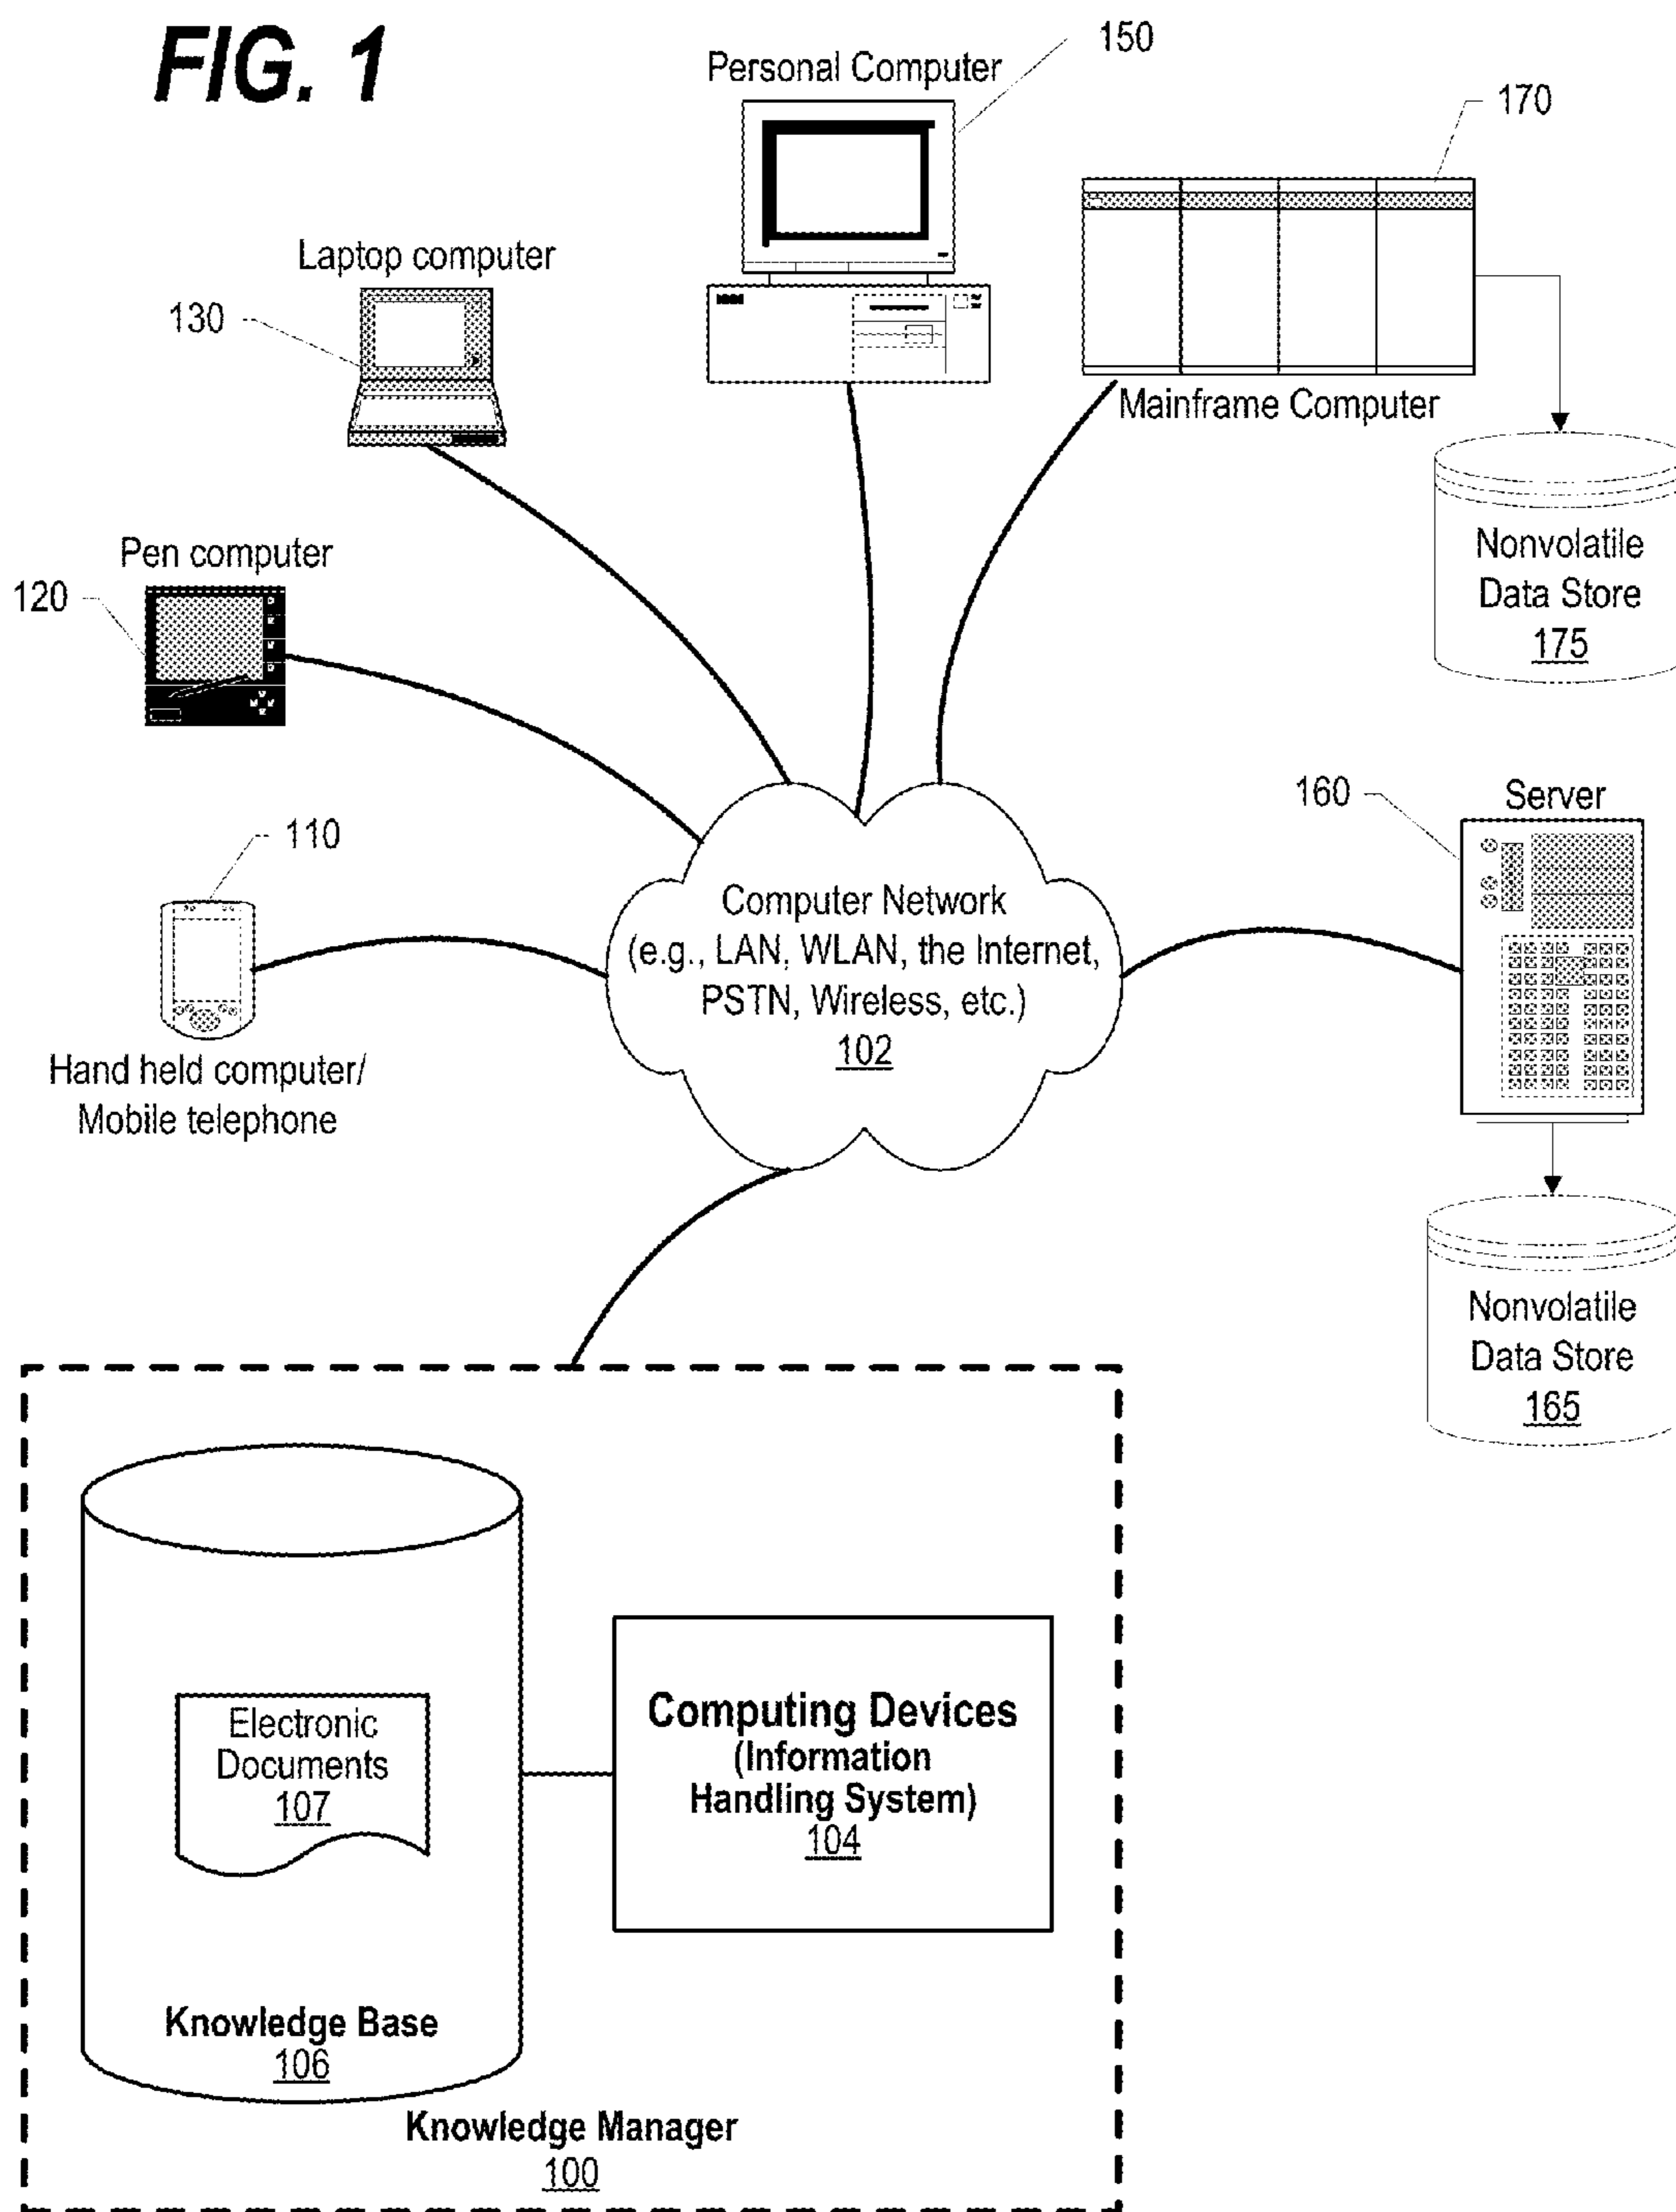 FIG. 1
150
Personal Computer
170
Laptop computer
130
Mainframe Computer
Nonvolatile
Data Store
175
Pen computer
120
160
Server
110
Computer Network
(e.g., LAN, WLAN, the Internet,
PSTN, Wireless, etc.)
102
Hand held computer/
Mobile telephone
Nonvolatile
Data Store
165
Electronic
Documents
107
Computing Devices
(Information
Handling System)
104
Knowledge Base
106
Knowledge Manager
100